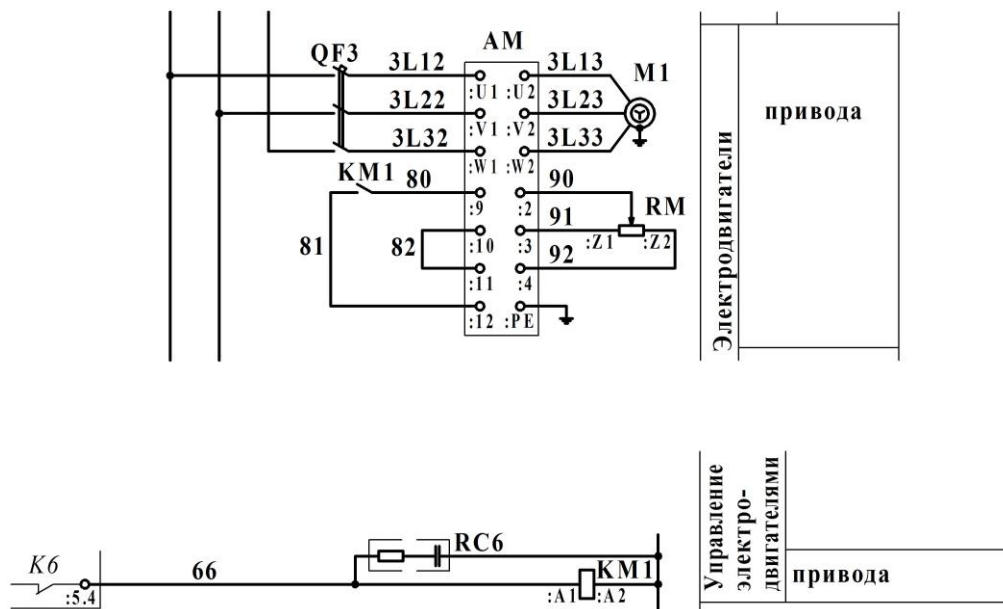 AM
QF3
3L12
3L13
M1
:U1
:U2
3L22
3L23
:V1
:V2
3L32
3L33
:W1
:W2
KM1
80
90
RM
:9
:2
91
:Z1
:Z2
81
82
:10
:3
92
:11
:4
:12
:PE
Электродвигатели
привода
K6
:5.4
66
RC6
KM1
:A1
:A2
Управление
электро-
двигателями
привода